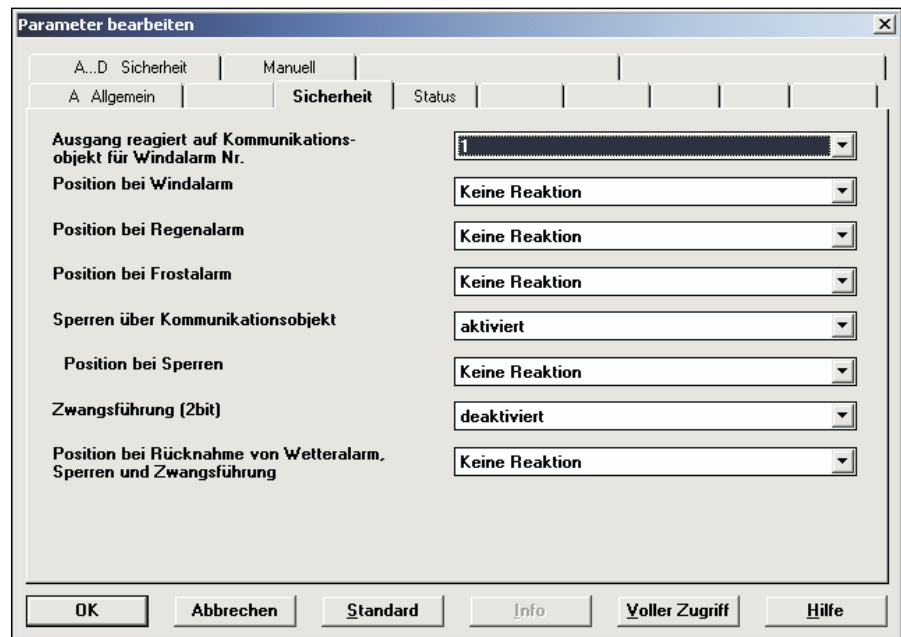 Parameter bearbeiten
A...D Sicherheit Manuell
A Allgemein Sicherheit Status
Ausgang reagiert auf Kommunikations-
objekt für Windalarm Nr.
1
Position bei Windalarm
Keine Reaktion
Position bei Regenalarm
Keine Reaktion
Position bei Frostalarm
Keine Reaktion
Sperren über Kommunikationsobjekt
aktiviert
Position bei Sperren
Keine Reaktion
Zwangsführung (2bit)
deaktiviert
Position bei Rücknahme von Wetteralarm,
Sperren und Zwangsführung
Keine Reaktion
OK Abbrechen Standard Info Voller Zugriff Hilfe